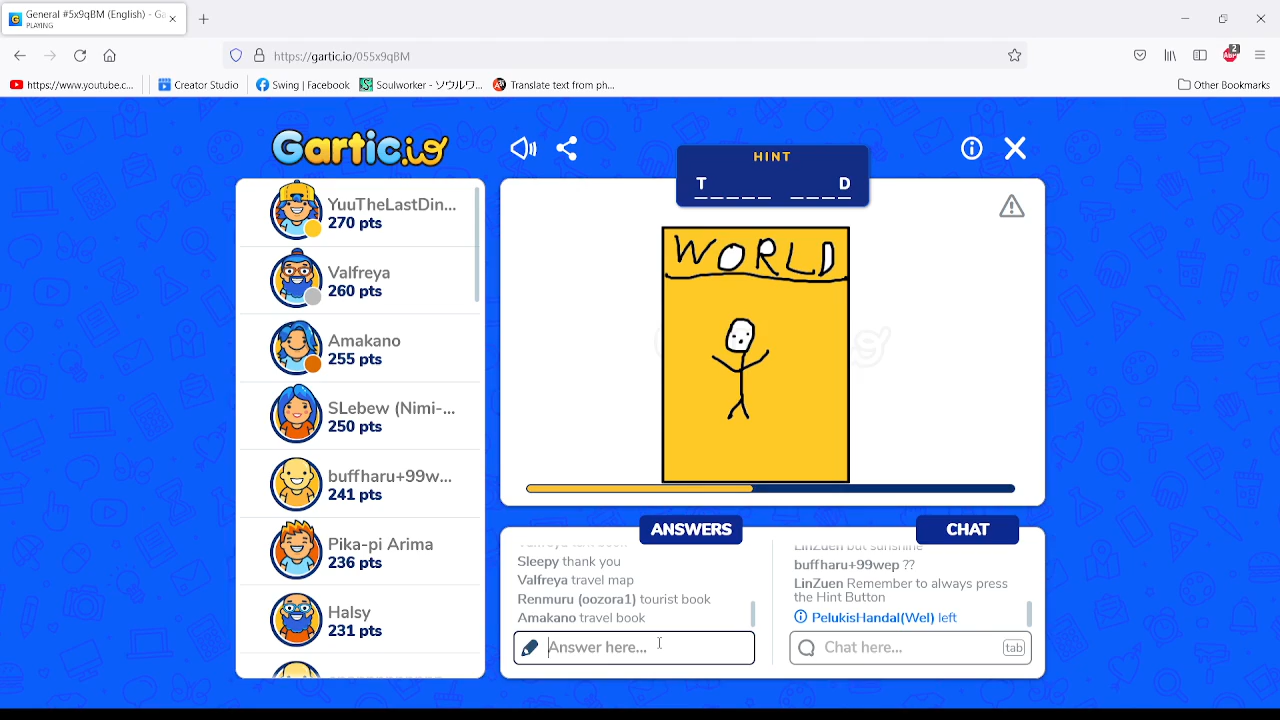 General #5x9qBM (English) - Ga
PLAYING
https://gartic.io/055x9qBM
2
https://www.youtube.c...
Creator Studio
Swing | Facebook
Soulworker - ソウルワ...
Translate text from ph...
Other Bookmarks
Gartic.io
HINT
T _ _ _ _ _ _ _ D
WORLD
YuuTheLastDin...
270 pts
Valfreya
260 pts
Amakano
255 pts
SLebew (Nimi-...
250 pts
buffharu+99w...
241 pts
Pika-pi Arima
236 pts
Halsy
231 pts
ANSWERS
Sleepy thank you
Valfreya travel map
Renmuru (oozora1) tourist book
Amakano travel book
Answer here...
CHAT
LinZuen but sunshine
buffharu+99wep ??
LinZuen Remember to always press
the Hint Button
PelukisHandal(Wel) left
Chat here...
tab